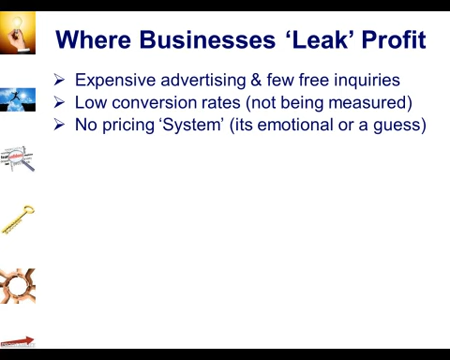 Where Businesses ‘Leak’ Profit
Expensive advertising & few free inquiries
Low conversion rates (not being measured)
No pricing ‘System’ (its emotional or a guess)